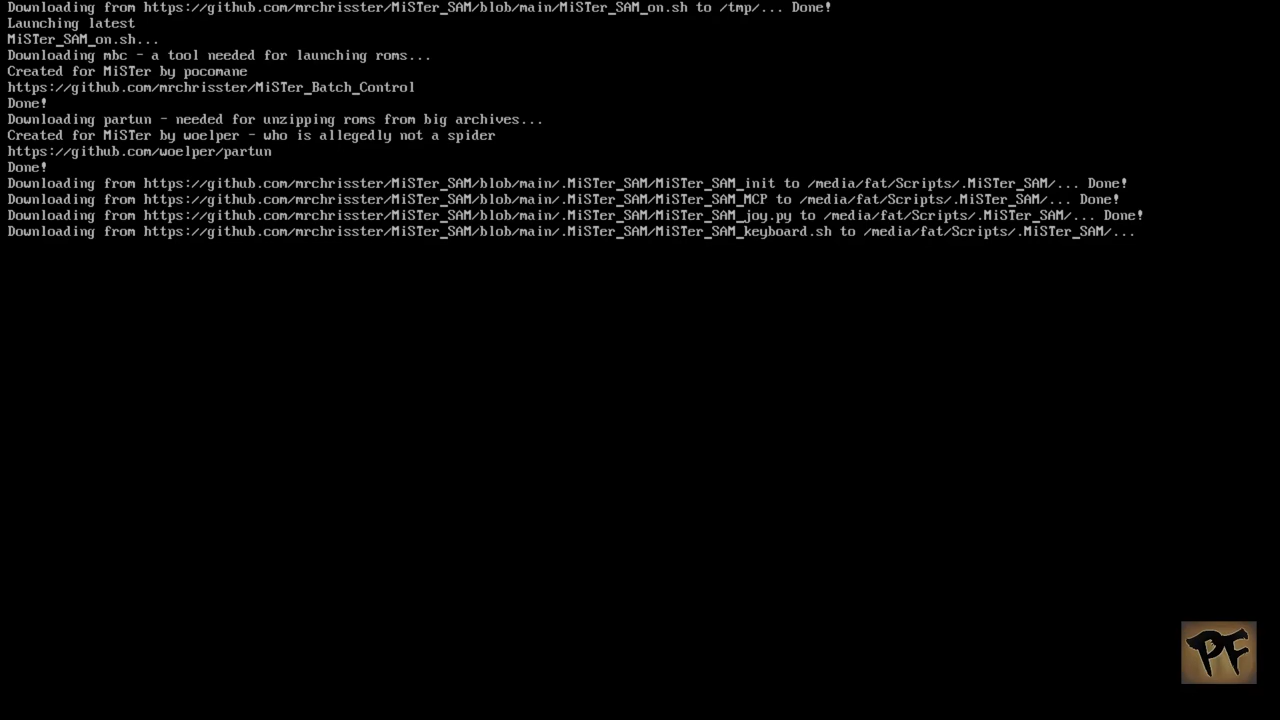 Downloading from https://github.com/mrchrisster/MiSTer_SAM/blob/main/MiSTer_SAM_on.sh to /tmp/... Done!
Launching latest
MiSTer_SAM_on.sh...
Downloading mbc - a tool needed for launching roms...
Created for MiSTer by pocomane
https://github.com/mrchrisster/MiSTer_Batch_Control
Done!
Downloading partun - needed for unzipping roms from big archives...
Created for MiSTer by woelper - who is allegedly not a spider
https://github.com/woelper/partun
Done!
Downloading from https://github.com/mrchrisster/MiSTer_SAM/blob/main/.MiSTer_SAM/MiSTer_SAM_init to /media/fat/Scripts/.MiSTer_SAM/... Done!
Downloading from https://github.com/mrchrisster/MiSTer_SAM/blob/main/.MiSTer_SAM/MiSTer_SAM_MCP to /media/fat/Scripts/.MiSTer_SAM/... Done!
Downloading from https://github.com/mrchrisster/MiSTer_SAM/blob/main/.MiSTer_SAM/MiSTer_SAM_joy.py to /media/fat/Scripts/.MiSTer_SAM/... Done!
Downloading from https://github.com/mrchrisster/MiSTer_SAM/blob/main/.MiSTer_SAM/MiSTer_SAM_keyboard.sh to /media/fat/Scripts/.MiSTer_SAM/...
PF